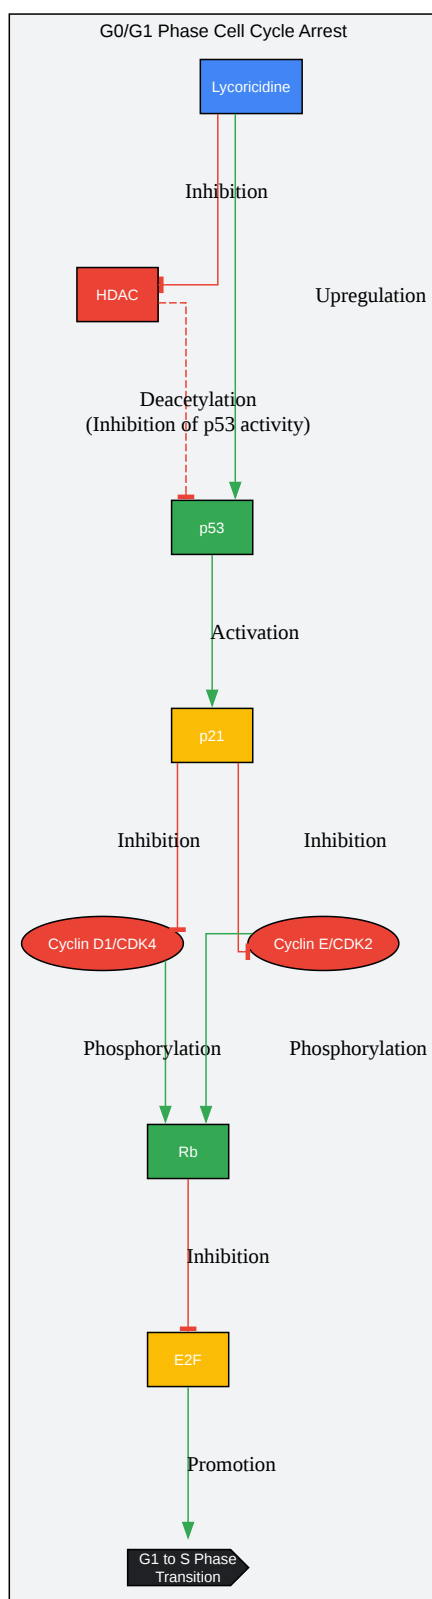 G0/G1 Phase Cell Cycle Arrest
Lycoricidine
Inhibition
HDAC
Upregulation
Deacetylation
(Inhibition of p53 activity)
p53
Activation
p21
Inhibition
Inhibition
Cyclin D1/CDK4
Cyclin E/CDK2
Phosphorylation
Phosphorylation
Rb
Inhibition
E2F
Promotion
G1 to S Phase
Transition